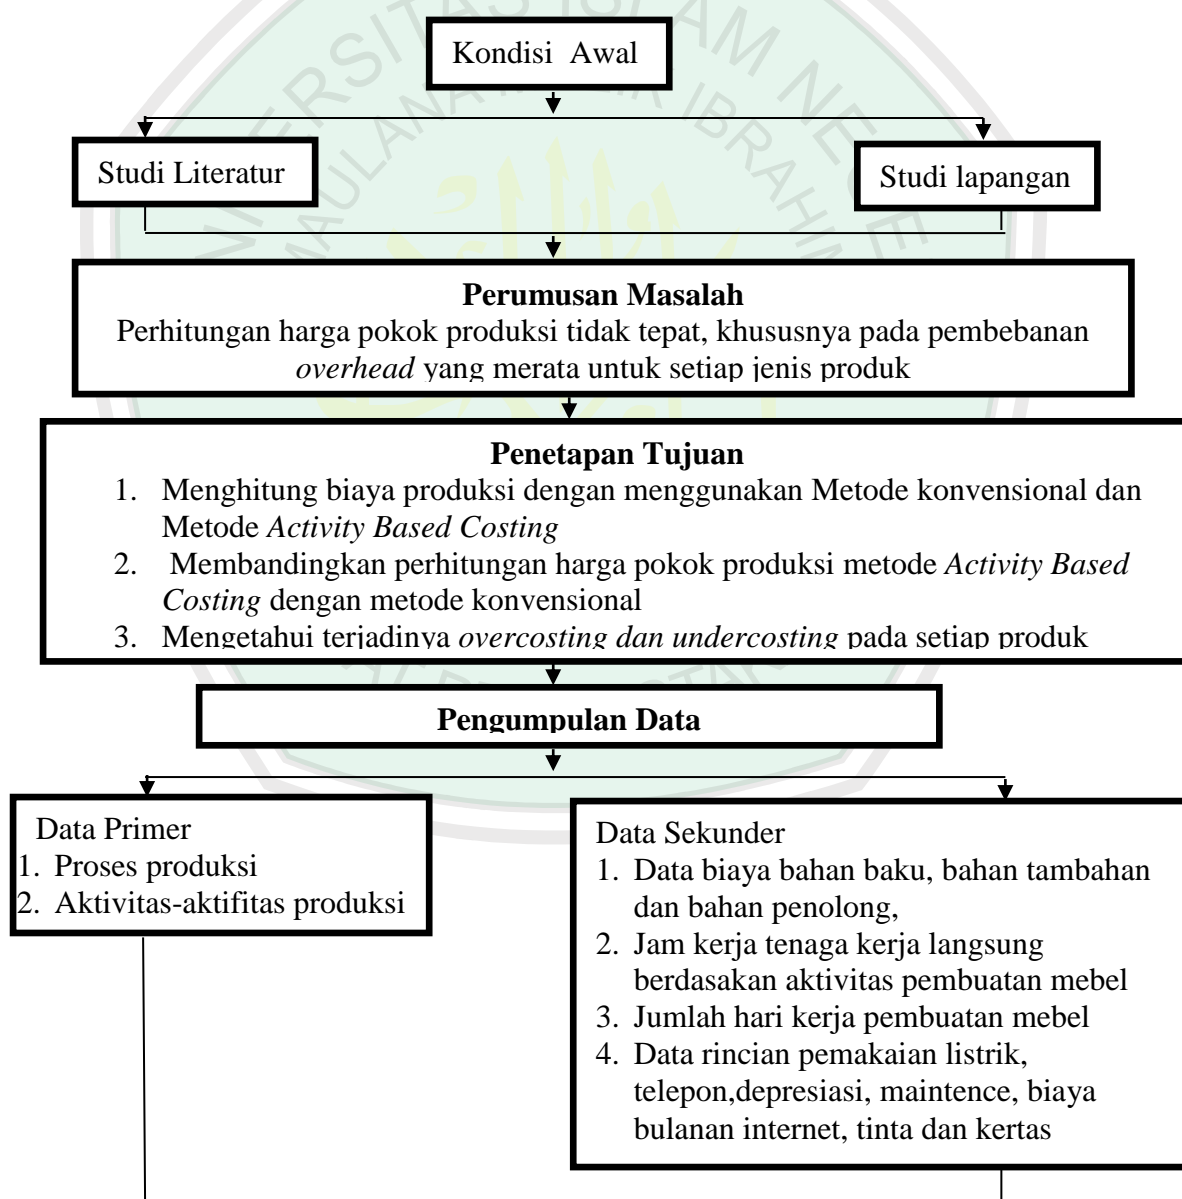 UNIVERSITAS ISLAM NEGE
MAULANA MALIK IBRAHIM
Kondisi Awal
Studi Literatur
Studi lapangan
Perumusan Masalah
Perhitungan harga pokok produksi tidak tepat, khususnya pada pembebanan
overhead yang merata untuk setiap jenis produk
Penetapan Tujuan
1. Menghitung biaya produksi dengan menggunakan Metode konvensional dan
Metode Activity Based Costing
2. Membandingkan perhitungan harga pokok produksi metode Activity Based
Costing dengan metode konvensional
3. Mengetahui terjadinya overcosting dan undercosting pada setiap produk
Pengumpulan Data
Data Primer
1. Proses produksi
2. Aktivitas-aktifitas produksi
Data Sekunder
1. Data biaya bahan baku, bahan tambahan
dan bahan penolong,
2. Jam kerja tenaga kerja langsung
berdasakan aktivitas pembuatan mebel
3. Jumlah hari kerja pembuatan mebel
4. Data rincian pemakaian listrik,
telepon,depresiasi, maintence, biaya
bulanan internet, tinta dan kertas